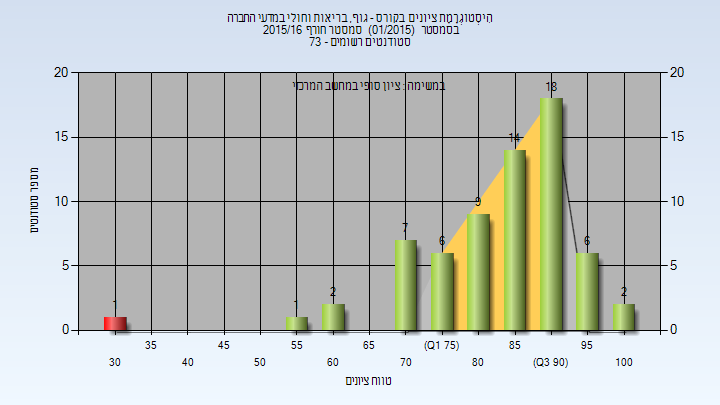 היסטוגרמת ציונים בקורס - גוף, בריאות וחולי במדעי החברה
בסמסטר (01/2015) סמסטר חורף 2015/16
סטודנטים רשומים - 73
במשימה : ציון סופי במחשב המרכזי
מספר סטודנטים
20 20
15 15
10 10
5 5
0 0
1 1 2 7 6 9 14 18 6 2
35 45 55 65 (Q1 75) 85 95
30 40 50 60 70 80 (Q3 90) 100
טווח ציונים